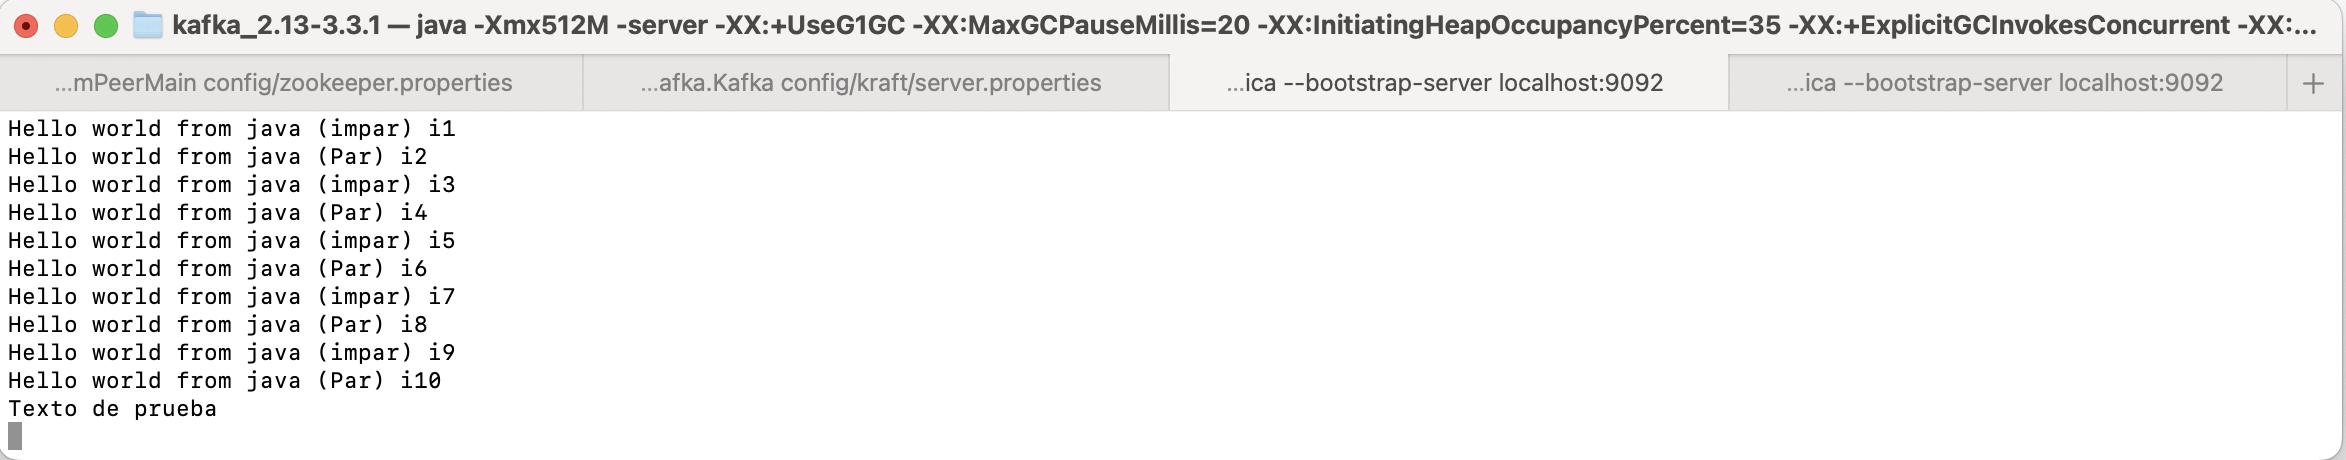 kafka_2.13-3.3.1 — java -Xmx512M -server -XX:+UseG1GC -XX:MaxGCPauseMillis=20 -XX:InitiatingHeapOccupancyPercent=35 -XX:+ExplicitGCInvokesConcurrent -XX:...
...mPeerMain config/zookeeper.properties
...afka.Kafka config/kraft/server.properties
...ica --bootstrap-server localhost:9092
...ica --bootstrap-server localhost:9092
+
Hello world from java (impar) i1
Hello world from java (Par) i2
Hello world from java (impar) i3
Hello world from java (Par) i4
Hello world from java (impar) i5
Hello world from java (Par) i6
Hello world from java (impar) i7
Hello world from java (Par) i8
Hello world from java (impar) i9
Hello world from java (Par) i10
Texto de prueba